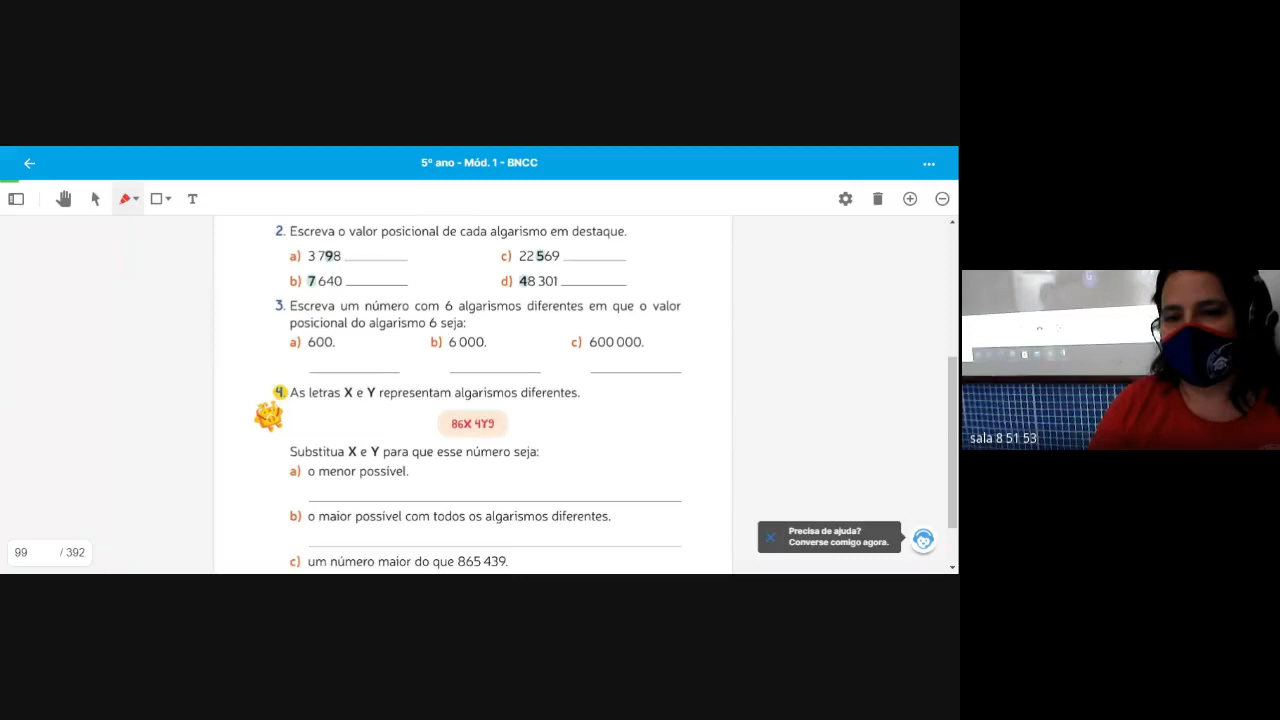 5º ano - Mód. 1 - BNCC
T
2. Escreva o valor posicional de cada algarismo em destaque.
a) 3 798 ____________ c) 22 569 ____________
b) 7 640 ____________ d) 48 301 ____________
3. Escreva um número com 6 algarismos diferentes em que o valor
posicional do algarismo 6 seja:
a) 600. b) 6 000. c) 600 000.
4. As letras X e Y representam algarismos diferentes.
86X 4Y9
Substitua X e Y para que esse número seja:
a) o menor possível.
b) o maior possível com todos os algarismos diferentes.
c) um número maior do que 865 439.
99 / 392
Precisa de ajuda?
Converse comigo agora.
sala 8 51 53